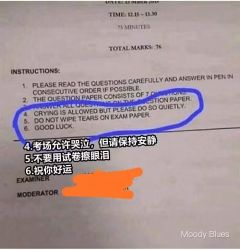 TIME: 12.15 – 13.30
75 MINUTES
TOTAL MARKS: 76
INSTRUCTIONS:
1. PLEASE READ THE QUESTIONS CAREFULLY AND ANSWER IN PEN IN
CONSECUTIVE ORDER IF POSSIBLE.
2. THE QUESTION PAPER CONSISTS OF 7 QUESTIONS.
ANSWER ALL QUESTIONS ON THE QUESTION PAPER.
4. CRYING IS ALLOWED BUT PLEASE DO SO QUIETLY.
5. DO NOT WIPE TEARS ON EXAM PAPER.
6. GOOD LUCK.
4.考场允许哭泣，但请保持安静
5.不要用试卷擦眼泪
6.祝你好运
EXAMINER
MODERATOR
Moody Blues